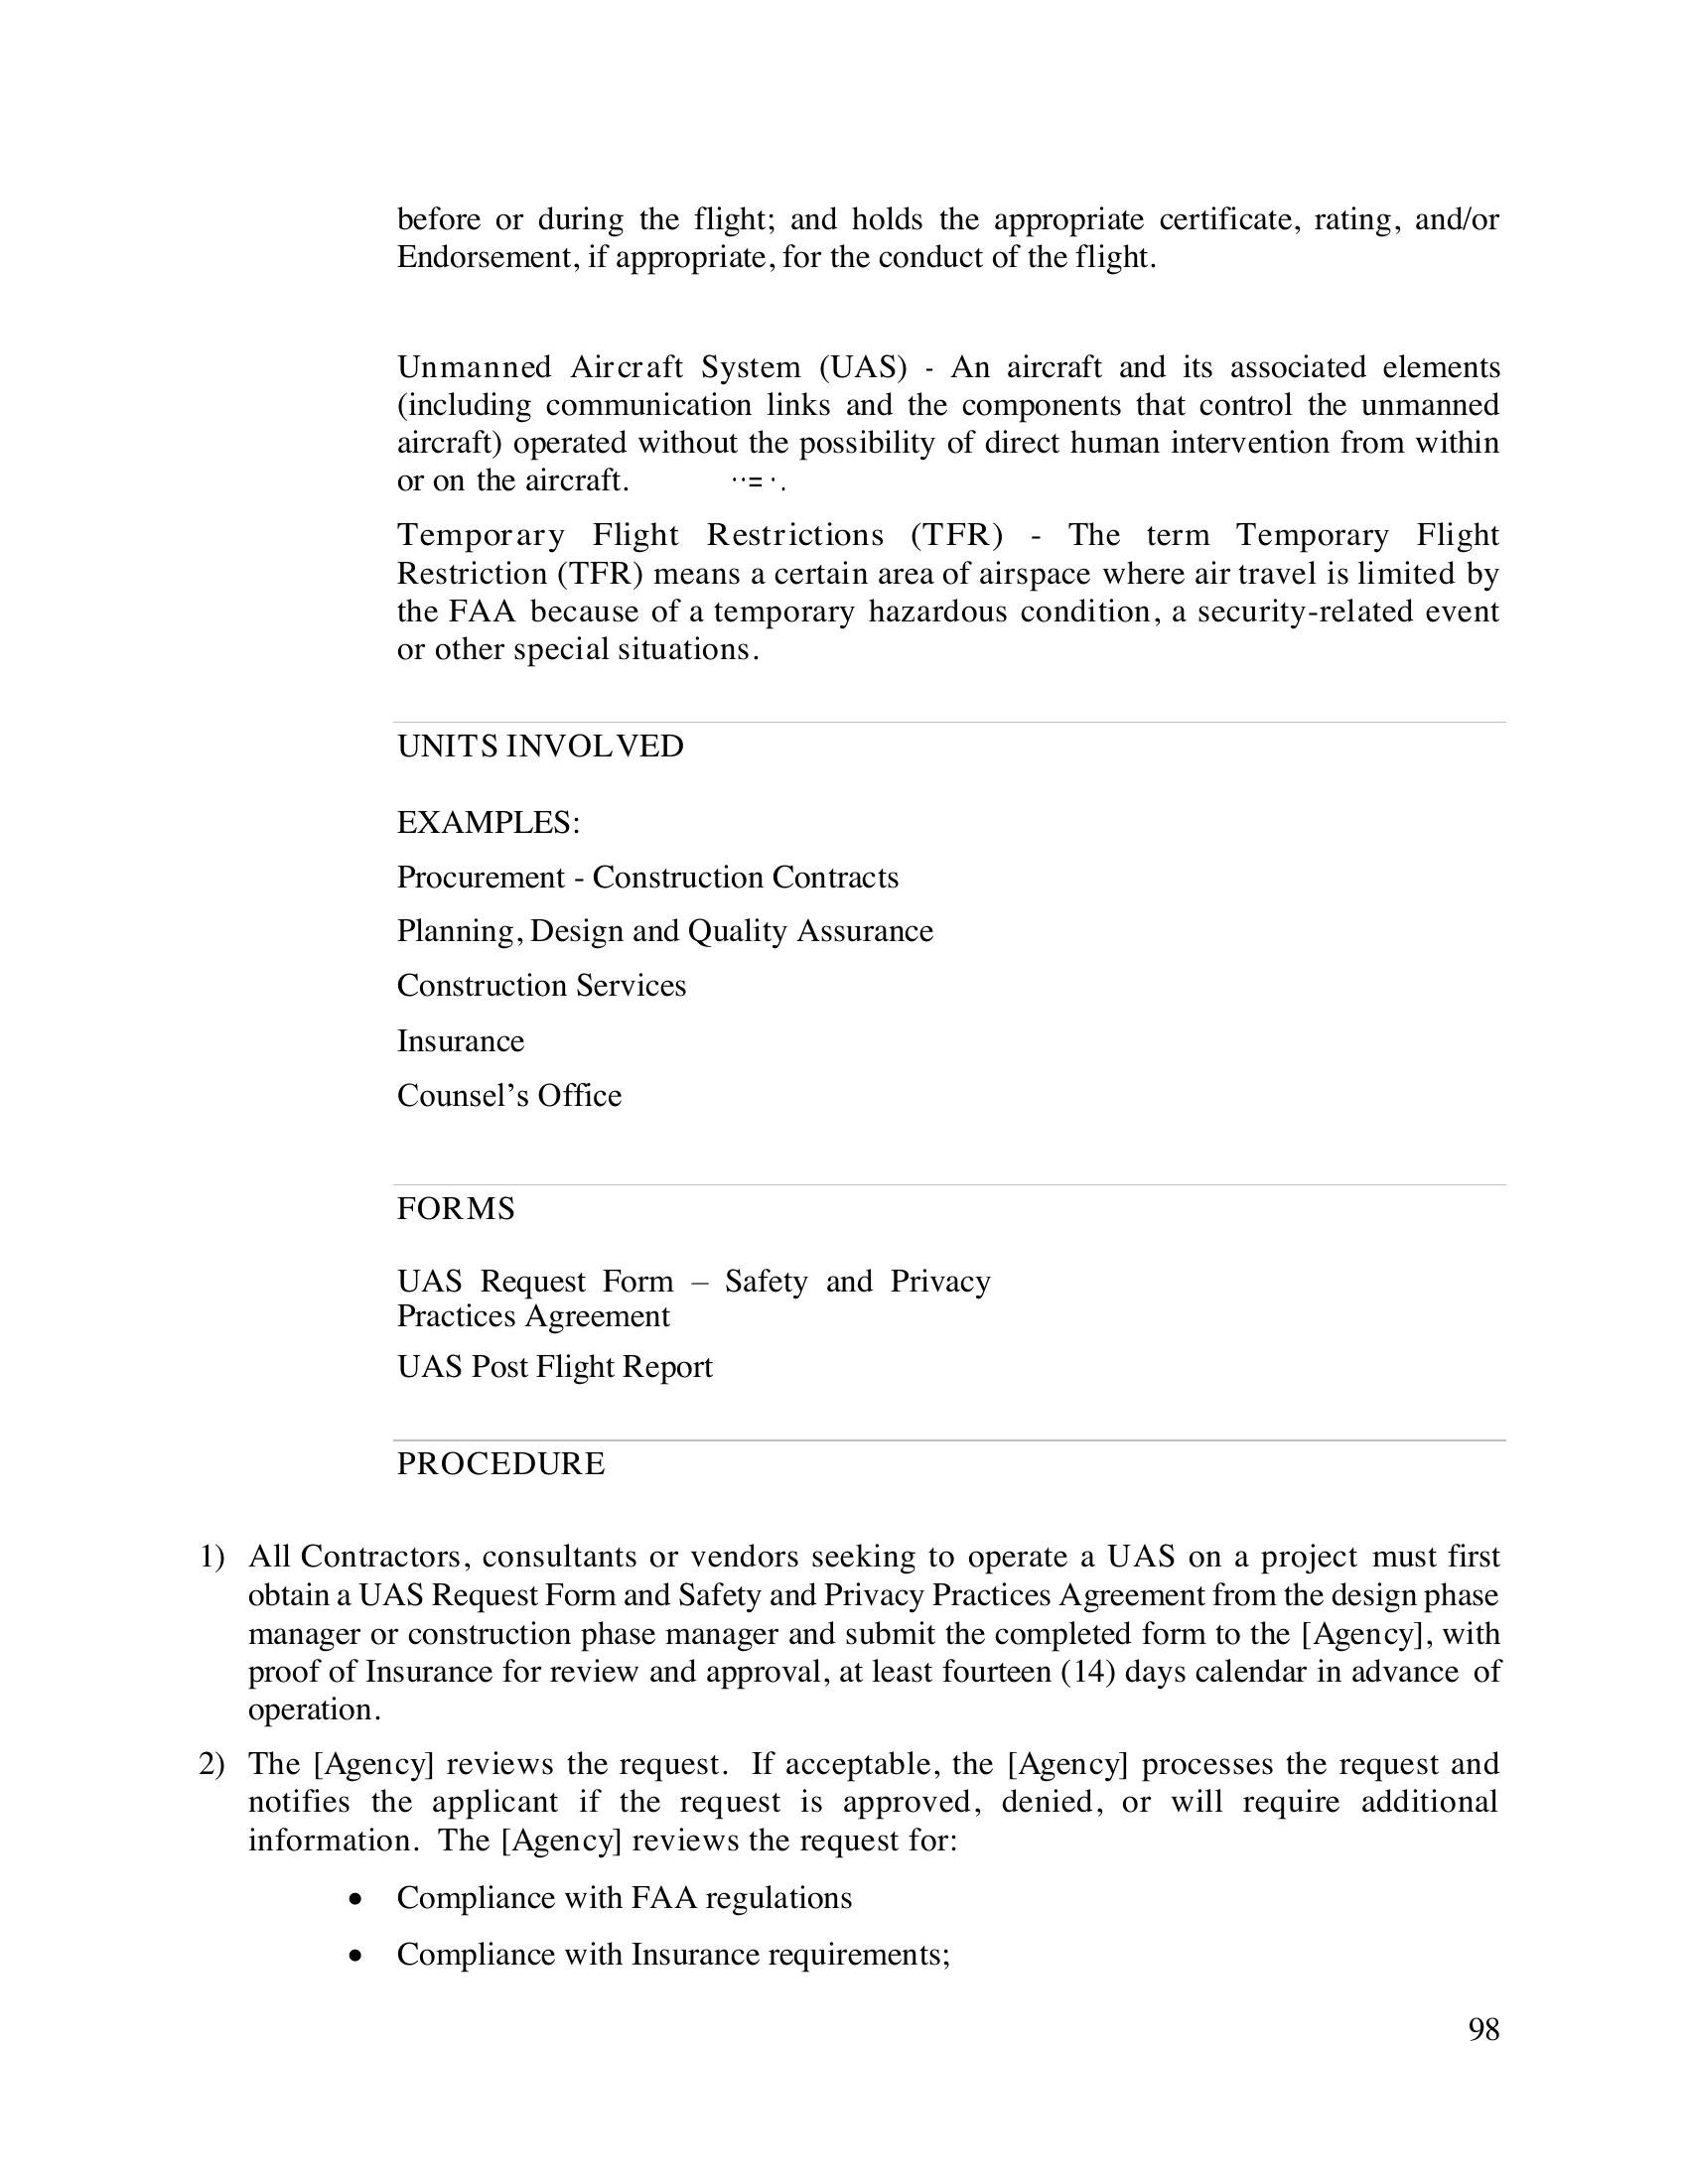 before or during the flight; and holds the appropriate certificate, rating, and/or
Endorsement, if appropriate, for the conduct of the flight.
Unmanned Aircraft System (UAS) - An aircraft and its associated elements
(including communication links and the components that control the unmanned
aircraft) operated without the possibility of direct human intervention from within
or on the aircraft. ··= ·.
Temporary Flight Restrictions (TFR) - The term Temporary Flight
Restriction (TFR) means a certain area of airspace where air travel is limited by
the FAA because of a temporary hazardous condition, a security-related event
or other special situations.
UNITS INVOLVED
EXAMPLES:
Procurement - Construction Contracts
Planning, Design and Quality Assurance
Construction Services
Insurance
Counsel’s Office
FORMS
UAS Request Form – Safety and Privacy
Practices Agreement
UAS Post Flight Report
PROCEDURE
1) All Contractors, consultants or vendors seeking to operate a UAS on a project must first
obtain a UAS Request Form and Safety and Privacy Practices Agreement from the design phase
manager or construction phase manager and submit the completed form to the [Agency], with
proof of Insurance for review and approval, at least fourteen (14) days calendar in advance of
operation.
2) The [Agency] reviews the request. If acceptable, the [Agency] processes the request and
notifies the applicant if the request is approved, denied, or will require additional
information. The [Agency] reviews the request for:
• Compliance with FAA regulations
• Compliance with Insurance requirements;
98